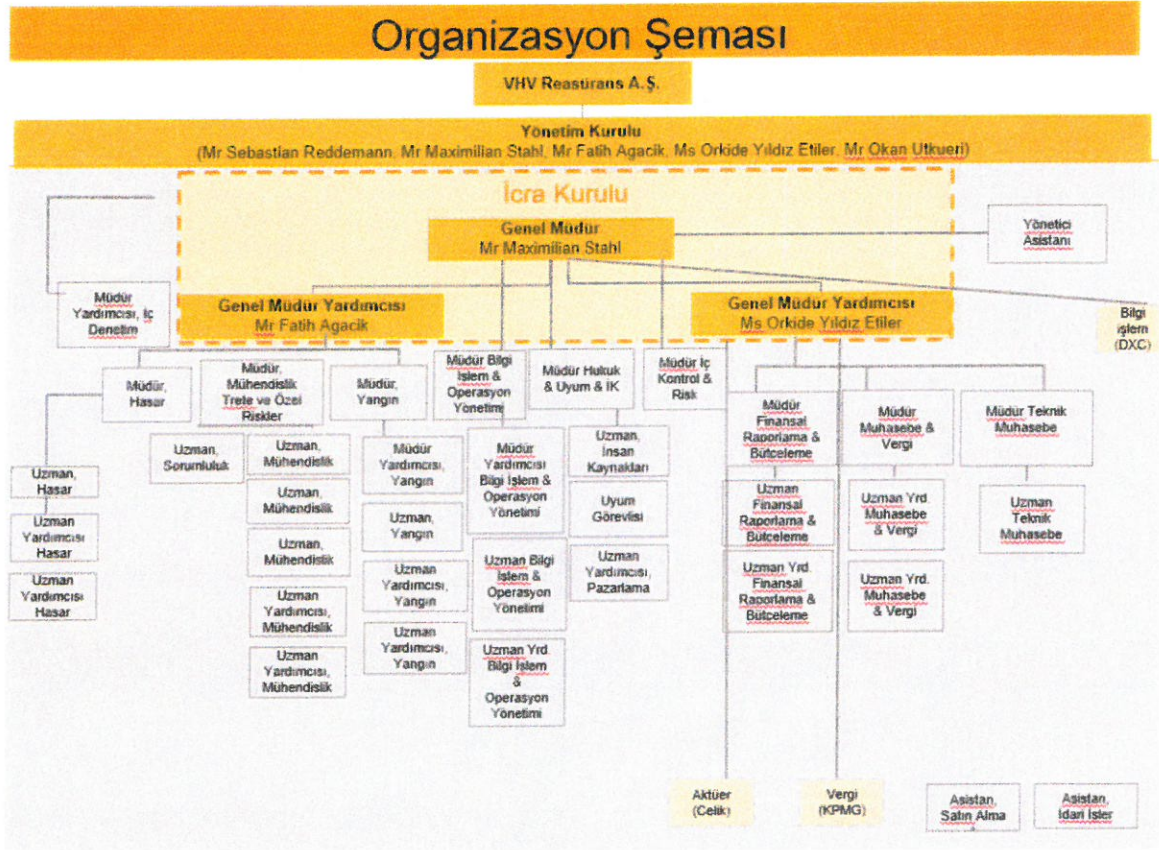 Organizasyon Şeması
VHV Reasürans A.Ş.
Yönetim Kurulu
(Mr Sebastian Reddemann, Mr Maximilian Stahl, Mr Fatih Agacik, Ms Orkide Yıldız Etiler, Mr Okan Utkueri)
İcra Kurulu
Genel Müdür
Mr Maximilian Stahl
Yönetici
Asistanı
Müdür
Yardımcısı, İç
Denetim
Genel Müdür Yardımcısı
Mr Fatih Agacik
Genel Müdür Yardımcısı
Ms Orkide Yıldız Etiler
Bilgi
işlem
(DXC)
Müdür,
Hasar
Müdür,
Mühendislik
Trete ve Özel
Riskler
Müdür,
Yangın
Müdür Bilgi
İşlem &
Operasyon
Yönetimi
Müdür Hukuk
& Uyum & İK
Müdür İç
Kontrol &
Risk
Müdür
Finansal
Raporlama &
Bütçeleme
Müdür
Muhasebe &
Vergi
Müdür Teknik
Muhasebe
Uzman,
Hasar
Uzman
Yardımcısı
Hasar
Uzman
Yardımcısı
Hasar
Uzman,
Sorumluluk
Uzman,
Mühendislik
Uzman,
Mühendislik
Uzman,
Mühendislik
Uzman
Yardımcısı,
Mühendislik
Uzman
Yardımcısı,
Mühendislik
Müdür
Yardımcısı,
Yangın
Uzman,
Yangın
Uzman
Yardımcısı,
Yangın
Uzman
Yardımcısı,
Yangın
Müdür
Yardımcısı
Bilgi İşlem &
Operasyon
Yönetimi
Uzman Bilgi
İşlem &
Operasyon
Yönetimi
Uzman Yrd.
Bilgi İşlem
&
Operasyon
Yönetimi
Uzman,
İnsan
Kaynakları
Uyum
Görevlisi
Uzman
Yardımcısı,
Pazarlama
Uzman
Finansal
Raporlama &
Bütçeleme
Uzman Yrd.
Finansal
Raporlama &
Bütçeleme
Uzman Yrd.
Muhasebe
& Vergi
Uzman Yrd.
Muhasebe
& Vergi
Uzman
Teknik
Muhasebe
Aktüer
(Celik)
Vergi
(KPMG)
Asistan,
Satın Alma
Asistan,
İdari İşler